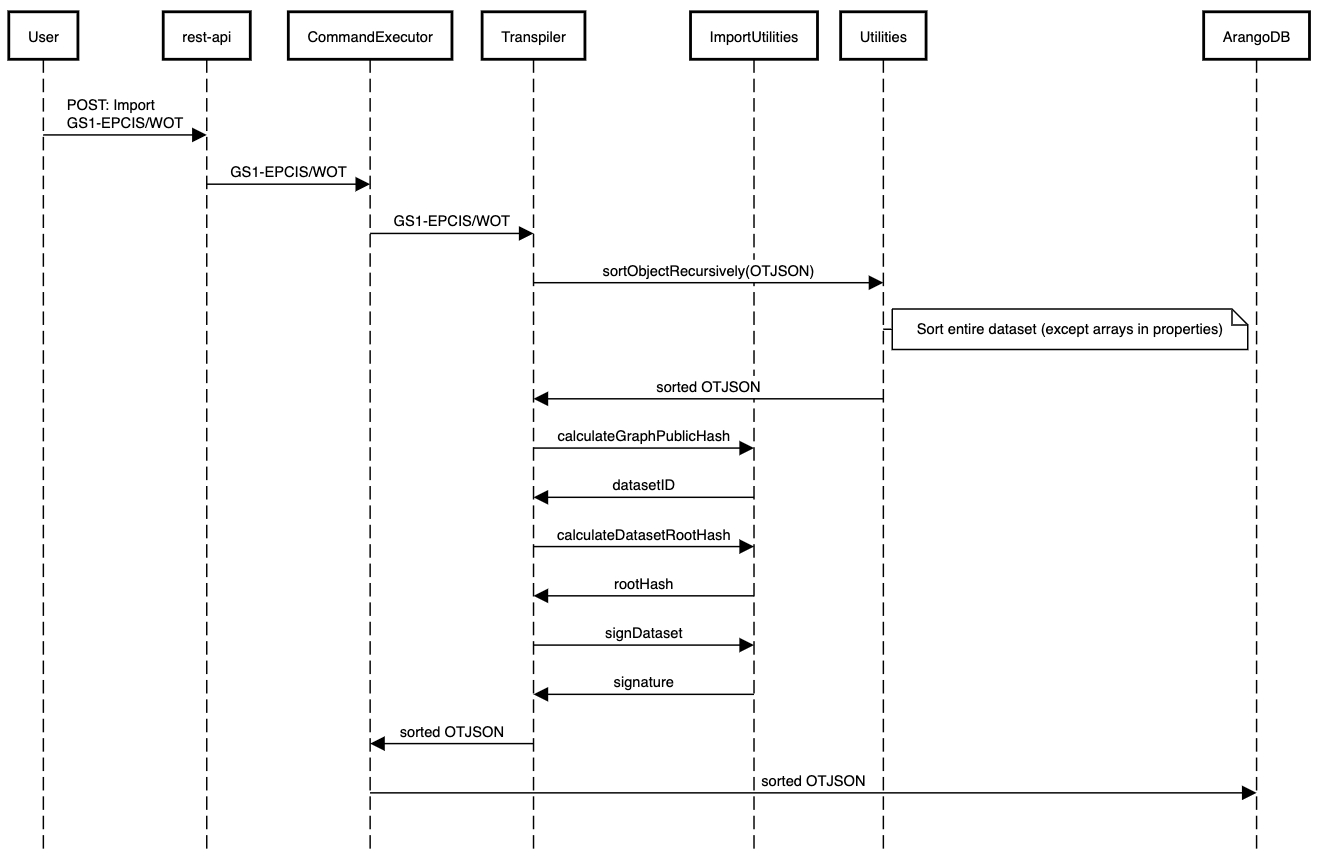 User
rest-api
CommandExecutor
Transpiler
ImportUtilities
Utilities
ArangoDB
POST: Import
GS1-EPCIS/WOT
GS1-EPCIS/WOT
GS1-EPCIS/WOT
sortObjectRecursively(OTJSON)
Sort entire dataset (except arrays in properties)
sorted OTJSON
calculateGraphPublicHash
datasetID
calculateDatasetRootHash
rootHash
signDataset
signature
sorted OTJSON
sorted OTJSON